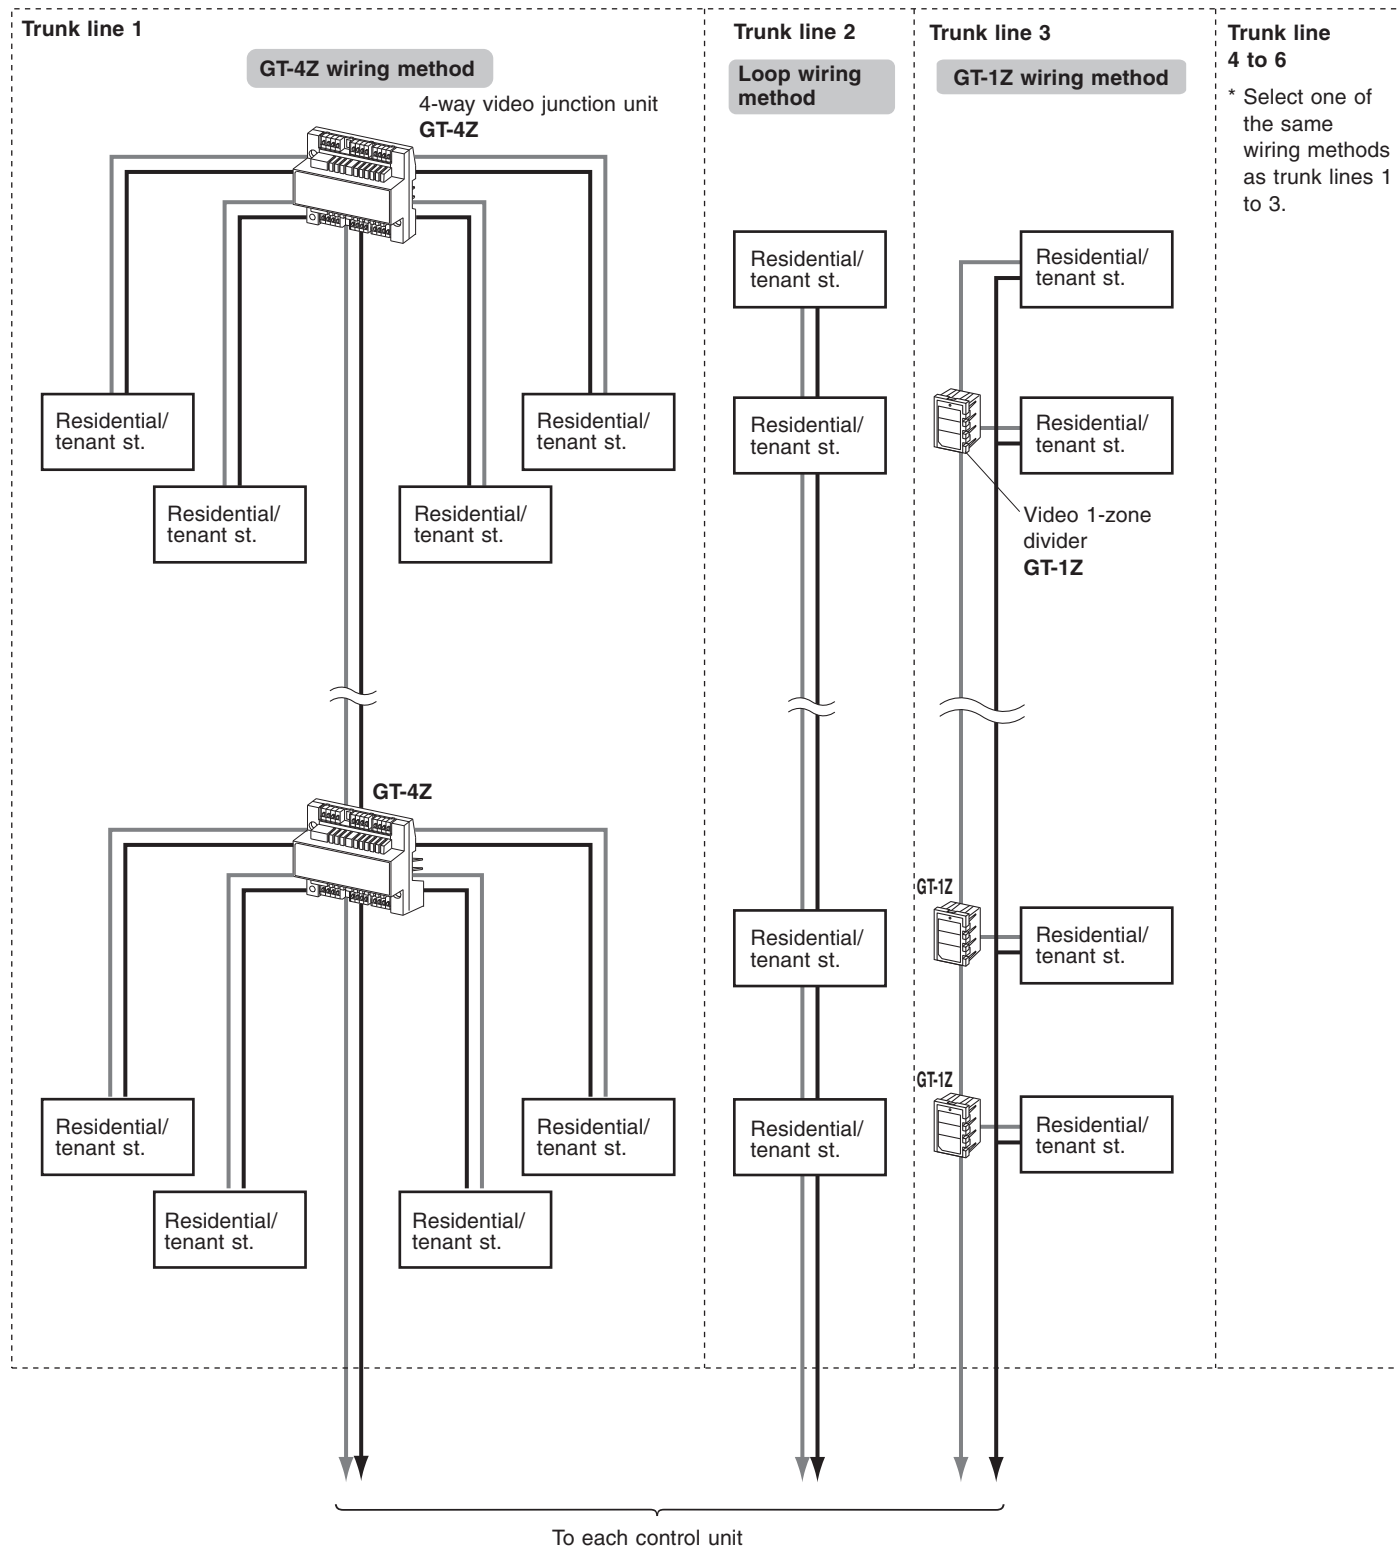 Trunk line 1
GT-4Z wiring method
4-way video junction unit
GT-4Z
Residential/
tenant st.
Residential/
tenant st.
Residential/
tenant st.
Residential/
tenant st.
GT-4Z
Residential/
tenant st.
Residential/
tenant st.
Residential/
tenant st.
Residential/
tenant st.
Trunk line 2
Loop wiring
method
Residential/
tenant st.
Residential/
tenant st.
Residential/
tenant st.
Residential/
tenant st.
Trunk line 3
GT-1Z wiring method
Residential/
tenant st.
Residential/
tenant st.
Video 1-zone
divider
GT-1Z
GT-1Z
Residential/
tenant st.
GT-1Z
Residential/
tenant st.
Trunk line
4 to 6
* Select one of
the same
wiring methods
as trunk lines 1
to 3.
To each control unit